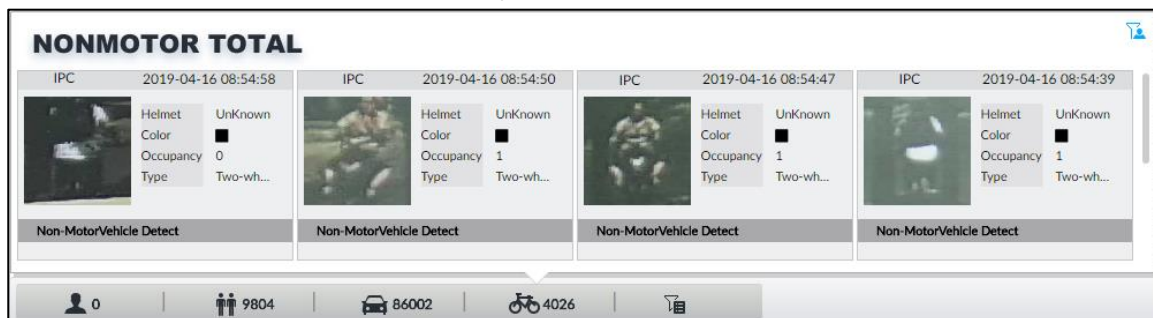 NONMOTOR TOTAL
IPC 2019-04-16 08:54:58
Helmet UnKnown
Color
Occupancy 0
Type Two-wh...
Non-MotorVehicle Detect
IPC 2019-04-16 08:54:50
Helmet UnKnown
Color
Occupancy 1
Type Two-wh...
Non-MotorVehicle Detect
IPC 2019-04-16 08:54:47
Helmet UnKnown
Color
Occupancy 1
Type Two-wh...
Non-MotorVehicle Detect
IPC 2019-04-16 08:54:39
Helmet UnKnown
Color
Occupancy 1
Type Two-wh...
Non-MotorVehicle Detect
0 9804 86002 4026